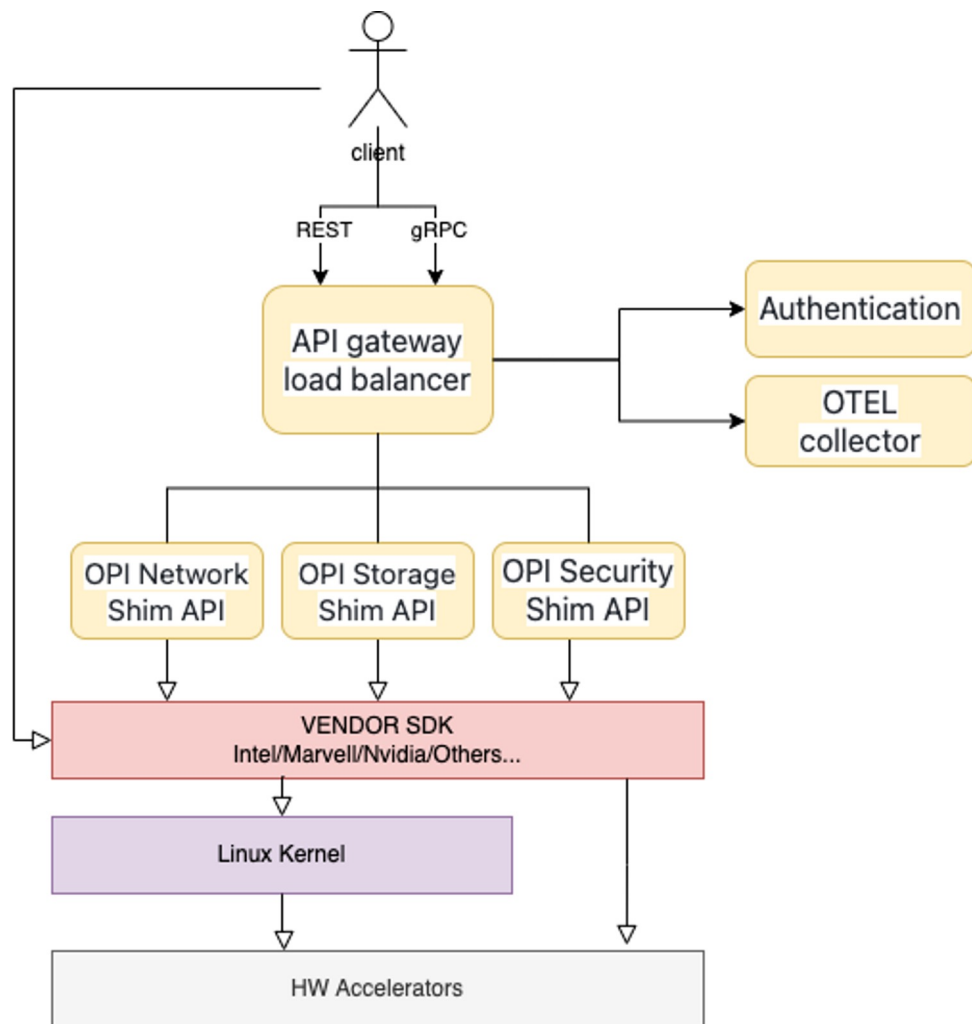 client
REST
gRPC
API gateway
load balancer
Authentication
OTEL
collector
OPI Network
Shim API
OPI Storage
Shim API
OPI Security
Shim API
VENDOR SDK
Intel/Marvell/Nvidia/Others...
Linux Kernel
HW Accelerators